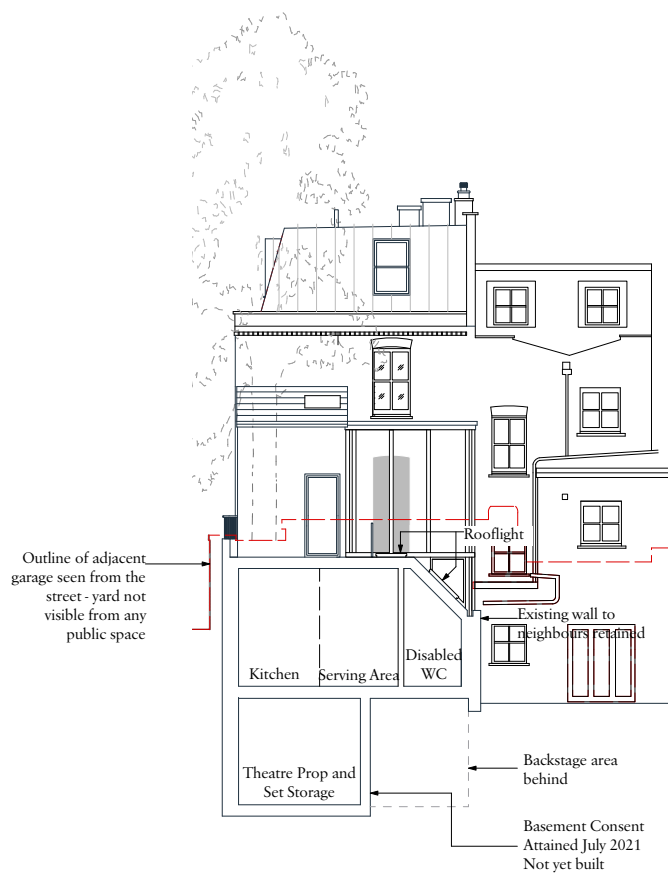 Rooflight
Outline of adjacent
garage seen from the
street - yard not
visible from any
public space
Existing wall to
neighbours retained
Kitchen
Serving Area
Disabled
WC
Theatre Prop and
Set Storage
Backstage area
behind
Basement Consent
Attained July 2021
Not yet built